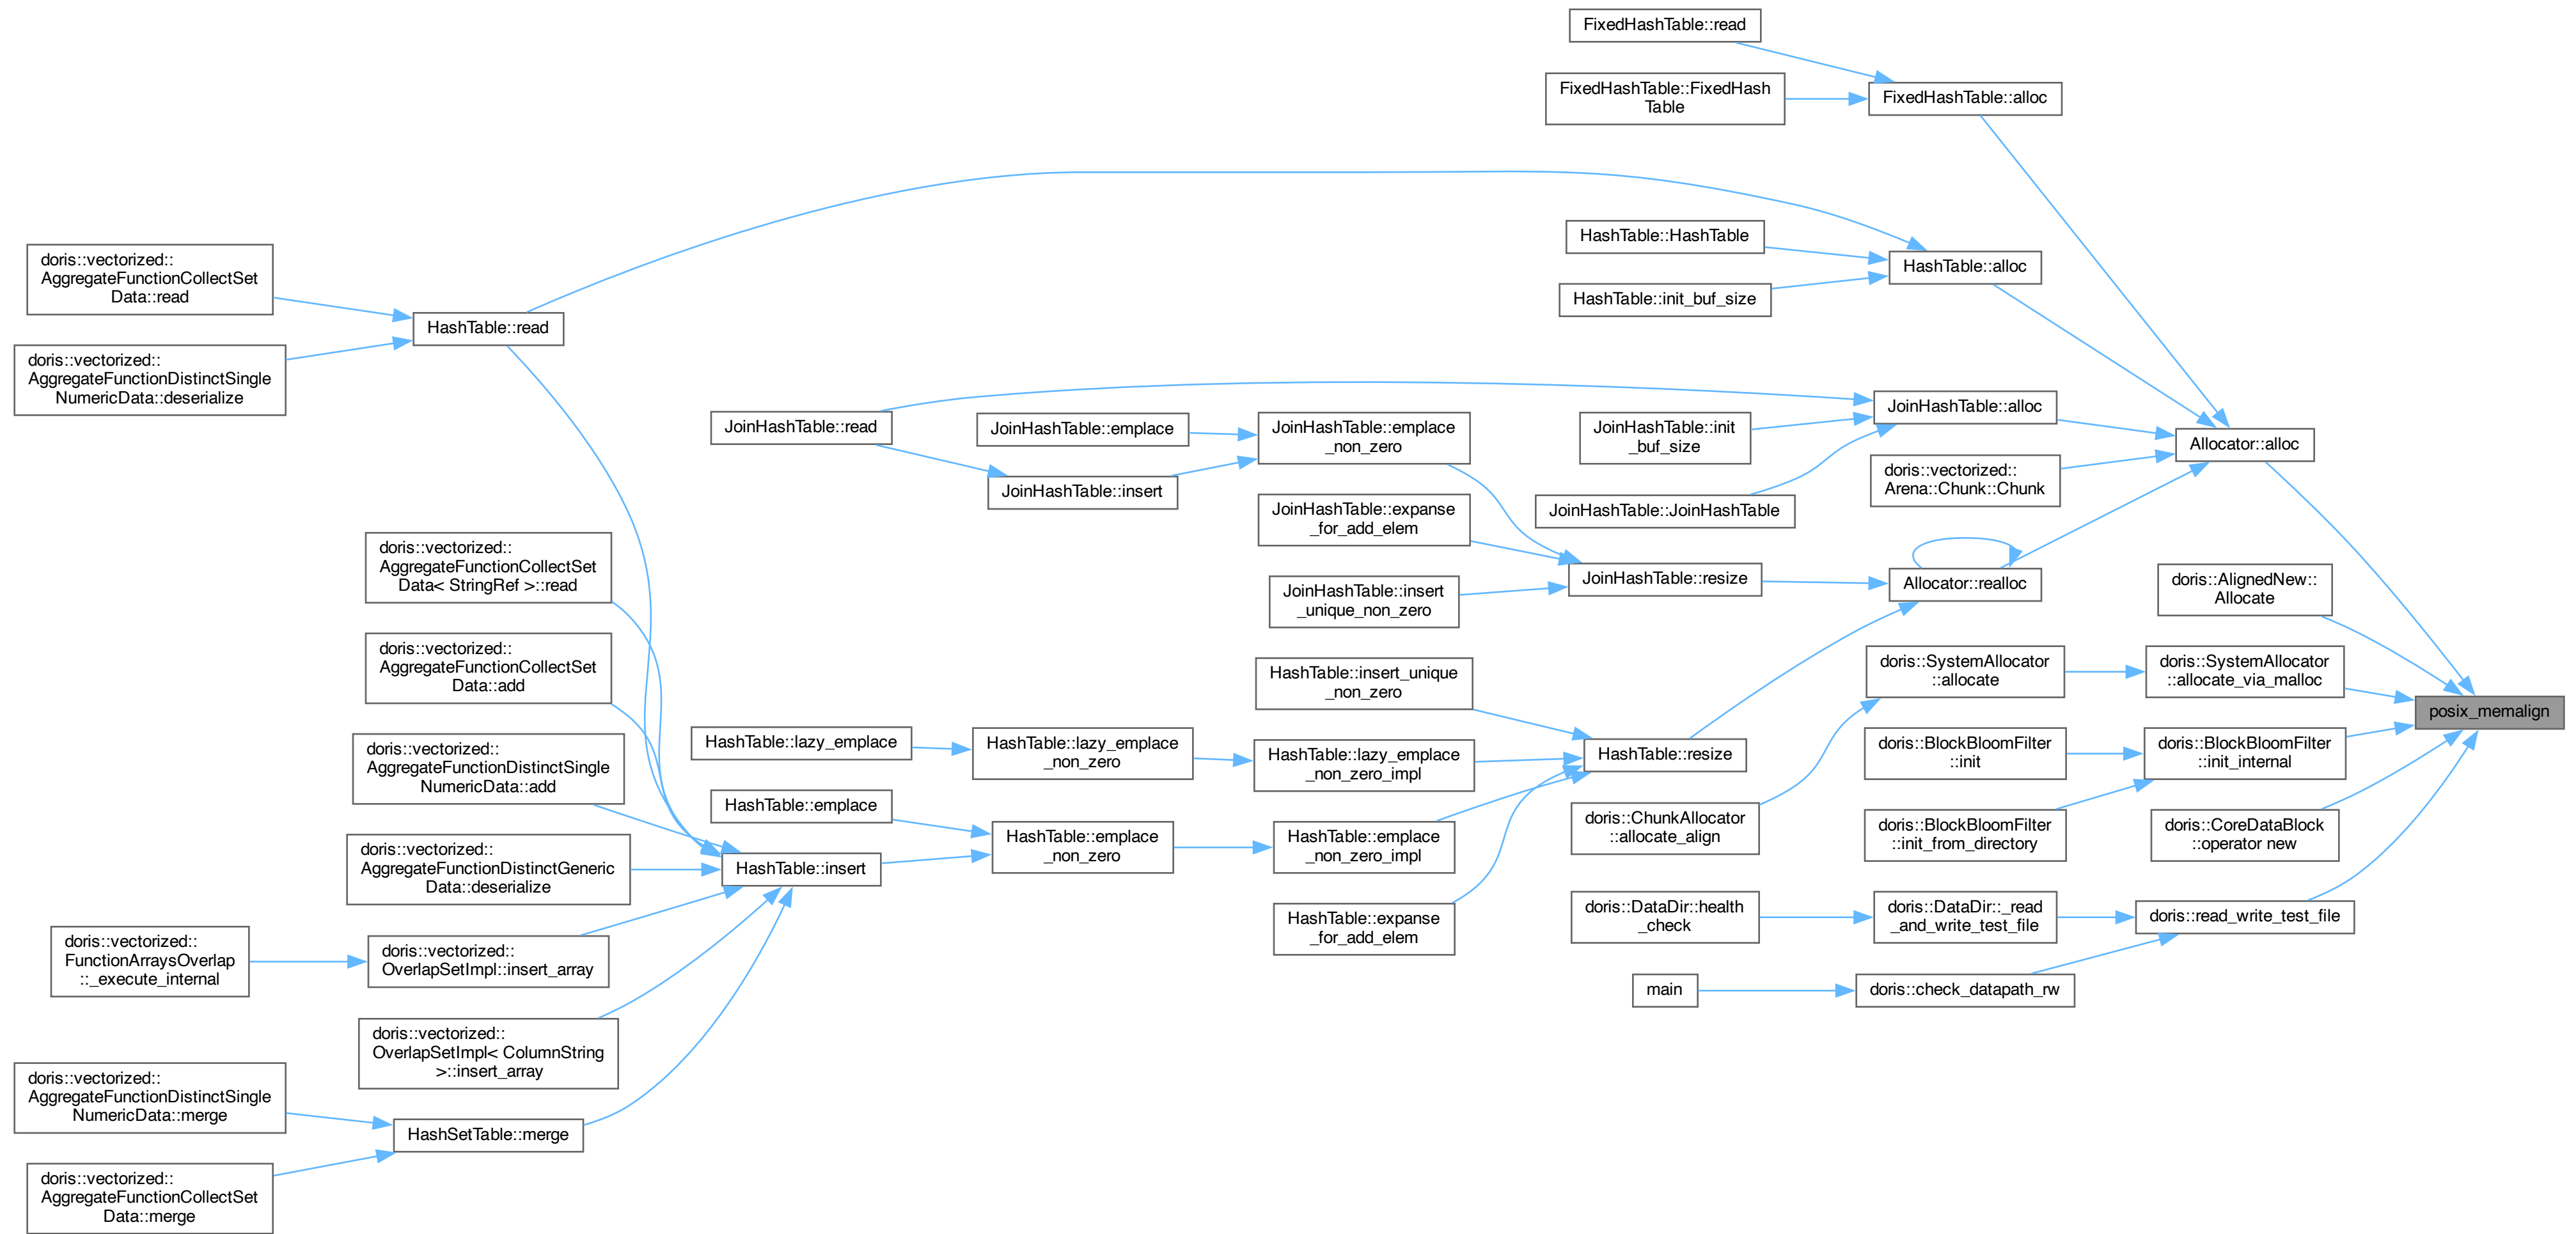 FixedHashTable::read
FixedHashTable::FixedHash
Table
FixedHashTable::alloc
HashTable::HashTable
HashTable::alloc
HashTable::init_buf_size
doris::vectorized::
AggregateFunctionCollectSet
Data::read
HashTable::read
doris::vectorized::
AggregateFunctionDistinctSingle
NumericData::deserialize
JoinHashTable::read
JoinHashTable::emplace
JoinHashTable::emplace
_non_zero
JoinHashTable::init
_buf_size
JoinHashTable::alloc
Allocator::alloc
JoinHashTable::insert
doris::vectorized::
Arena::Chunk::Chunk
JoinHashTable::expanse
_for_add_elem
JoinHashTable::JoinHashTable
doris::vectorized::
AggregateFunctionCollectSet
Data< StringRef >::read
JoinHashTable::insert
_unique_non_zero
JoinHashTable::resize
Allocator::realloc
doris::AlignedNew::
Allocate
doris::vectorized::
AggregateFunctionCollectSet
Data::add
HashTable::insert_unique
_non_zero
doris::SystemAllocator
::allocate
doris::SystemAllocator
::allocate_via_malloc
posix_memalign
doris::vectorized::
AggregateFunctionDistinctSingle
NumericData::add
HashTable::lazy_emplace
HashTable::lazy_emplace
_non_zero
HashTable::lazy_emplace
_non_zero_impl
HashTable::resize
doris::BlockBloomFilter
::init
doris::BlockBloomFilter
::init_internal
HashTable::emplace
HashTable::emplace
_non_zero
HashTable::emplace
_non_zero_impl
doris::ChunkAllocator
::allocate_align
doris::BlockBloomFilter
::init_from_directory
doris::CoreDataBlock
::operator new
doris::vectorized::
AggregateFunctionDistinctGeneric
Data::deserialize
HashTable::insert
HashTable::expanse
_for_add_elem
doris::DataDir::health
_check
doris::DataDir::_read
_and_write_test_file
doris::read_write_test_file
doris::vectorized::
FunctionArraysOverlap
::_execute_internal
doris::vectorized::
OverlapSetImpl::insert_array
main
doris::check_datapath_rw
doris::vectorized::
OverlapSetImpl< ColumnString
>::insert_array
doris::vectorized::
AggregateFunctionDistinctSingle
NumericData::merge
HashSetTable::merge
doris::vectorized::
AggregateFunctionCollectSet
Data::merge